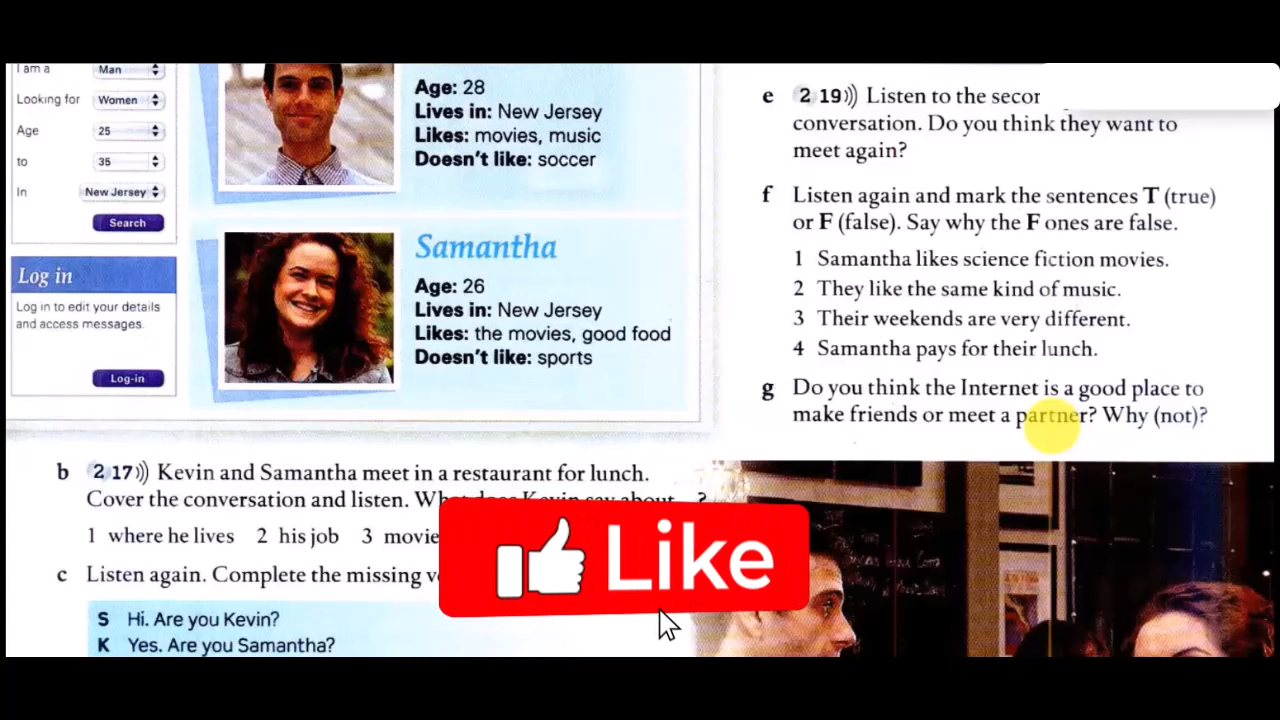 I am a Man
Looking for Women
Age 25
to 35
In New Jersey
Search
Log in
Log in to edit your details
and access messages.
Log-in
Age: 28
Lives in: New Jersey
Likes: movies, music
Doesn't like: soccer
Samantha
Age: 26
Lives in: New Jersey
Likes: the movies, good food
Doesn't like: sports
b 2 17))) Kevin and Samantha meet in a restaurant for lunch.
Cover the conversation and listen. What does Kevin say about ...?
1 where he lives 2 his job 3 movie
c Listen again. Complete the missing
S Hi. Are you Kevin?
K Yes. Are you Samantha?
e 2 19))) Listen to the
conversation. Do you think they want to
meet again?
f Listen again and mark the sentences T (true)
or F (false). Say why the F ones are false.
1 Samantha likes science fiction movies.
2 They like the same kind of music.
3 Their weekends are very different.
4 Samantha pays for their lunch.
g Do you think the Internet is a good place to
make friends or meet a partner? Why (not)?
Like